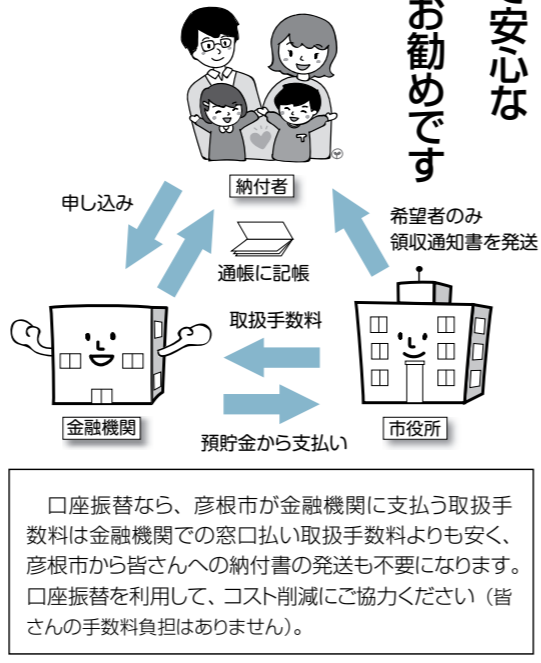 安心な
お勧めです
納付者
申し込み
希望者のみ
領収通知書を発送
通帳に記帳
取扱手数料
金融機関
市役所
預貯金から支払い
口座振替なら、彦根市が金融機関に支払う取扱手
数料は金融機関での窓口払い取扱手数料よりも安く、
彦根市から皆さんへの納付書の発送も不要になります。
口座振替を利用して、コスト削減にご協力ください（皆
さんの手数料負担はありません）。